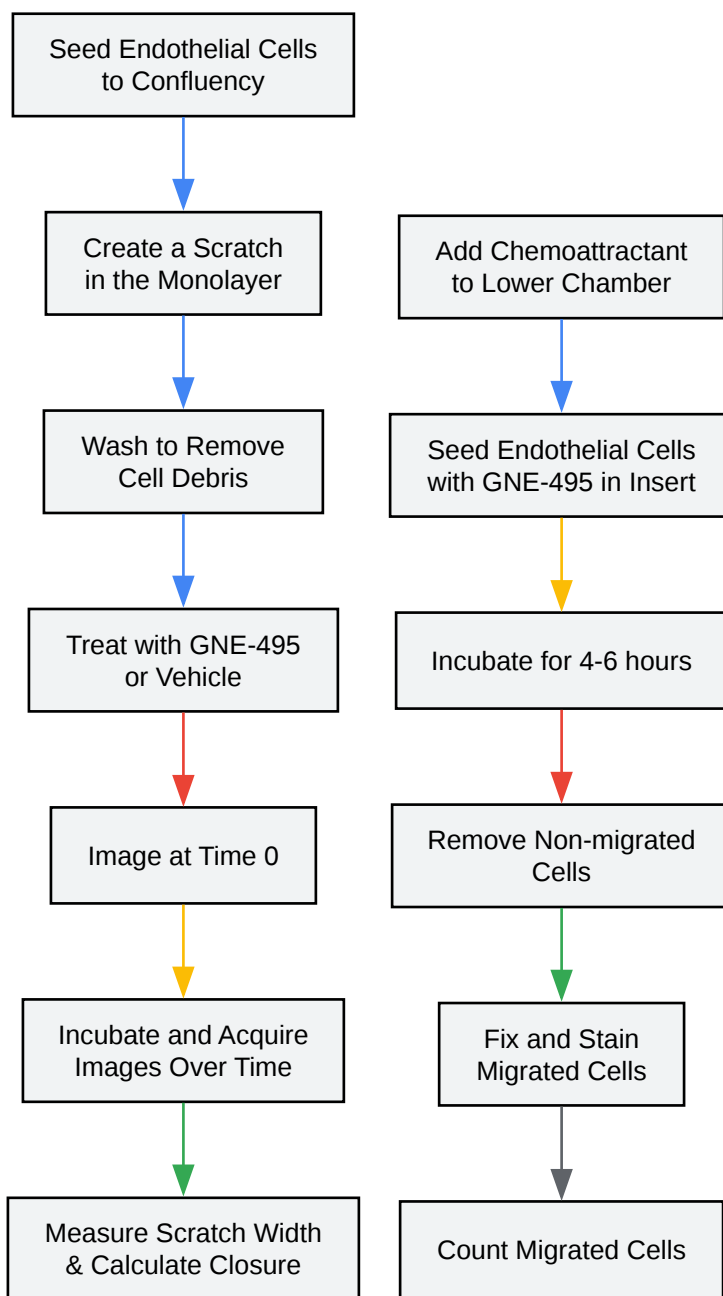 Seed Endothelial Cells
to Confluency
Create a Scratch
in the Monolayer
Wash to Remove
Cell Debris
Treat with GNE-495
or Vehicle
Image at Time 0
Incubate and Acquire
Images Over Time
Measure Scratch Width
& Calculate Closure
Add Chemoattractant
to Lower Chamber
Seed Endothelial Cells
with GNE-495 in Insert
Incubate for 4-6 hours
Remove Non-migrated
Cells
Fix and Stain
Migrated Cells
Count Migrated Cells